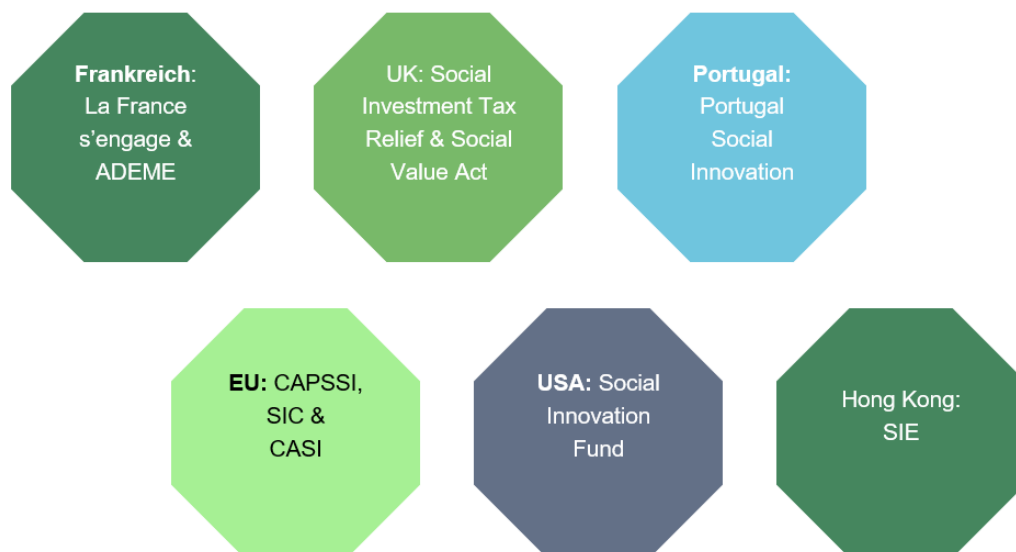 Frankreich:
La France
s’engage &
ADEME
UK: Social
Investment Tax
Relief & Social
Value Act
Portugal:
Portugal
Social
Innovation
EU: CAPSSI,
SIC &
CASI
USA: Social
Innovation
Fund
Hong Kong:
SIE